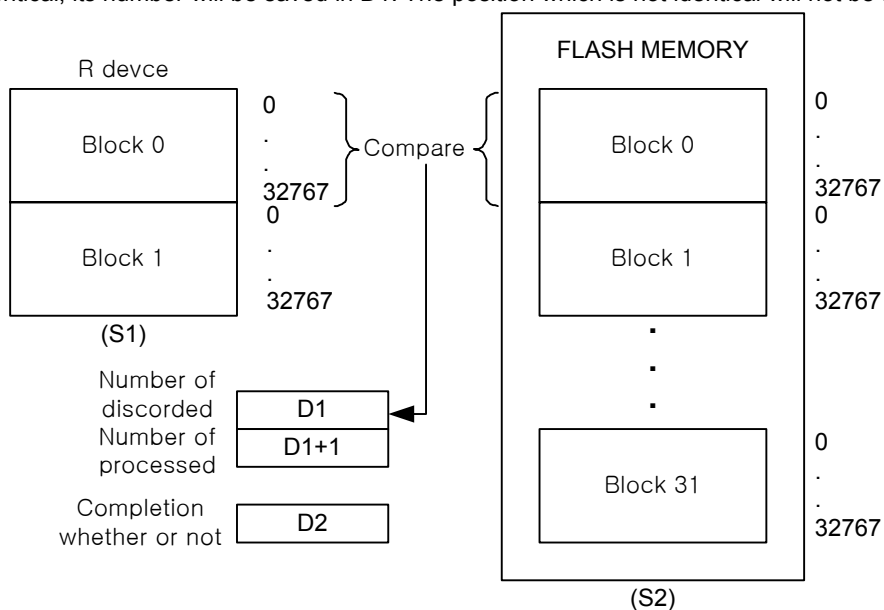 its number will be saved in D1. The position which is not identical will not be
FLASH MEMORY
R devce
Block 0
0
.
.
32767
Compare
Block 0
0
.
.
32767
Block 1
0
.
.
32767
Block 1
0
.
.
32767
(S1)
.
.
.
Number of
discorded
D1
Number of
processed
D1+1
Block 31
0
.
.
32767
Completion
whether or not
D2
(S2)